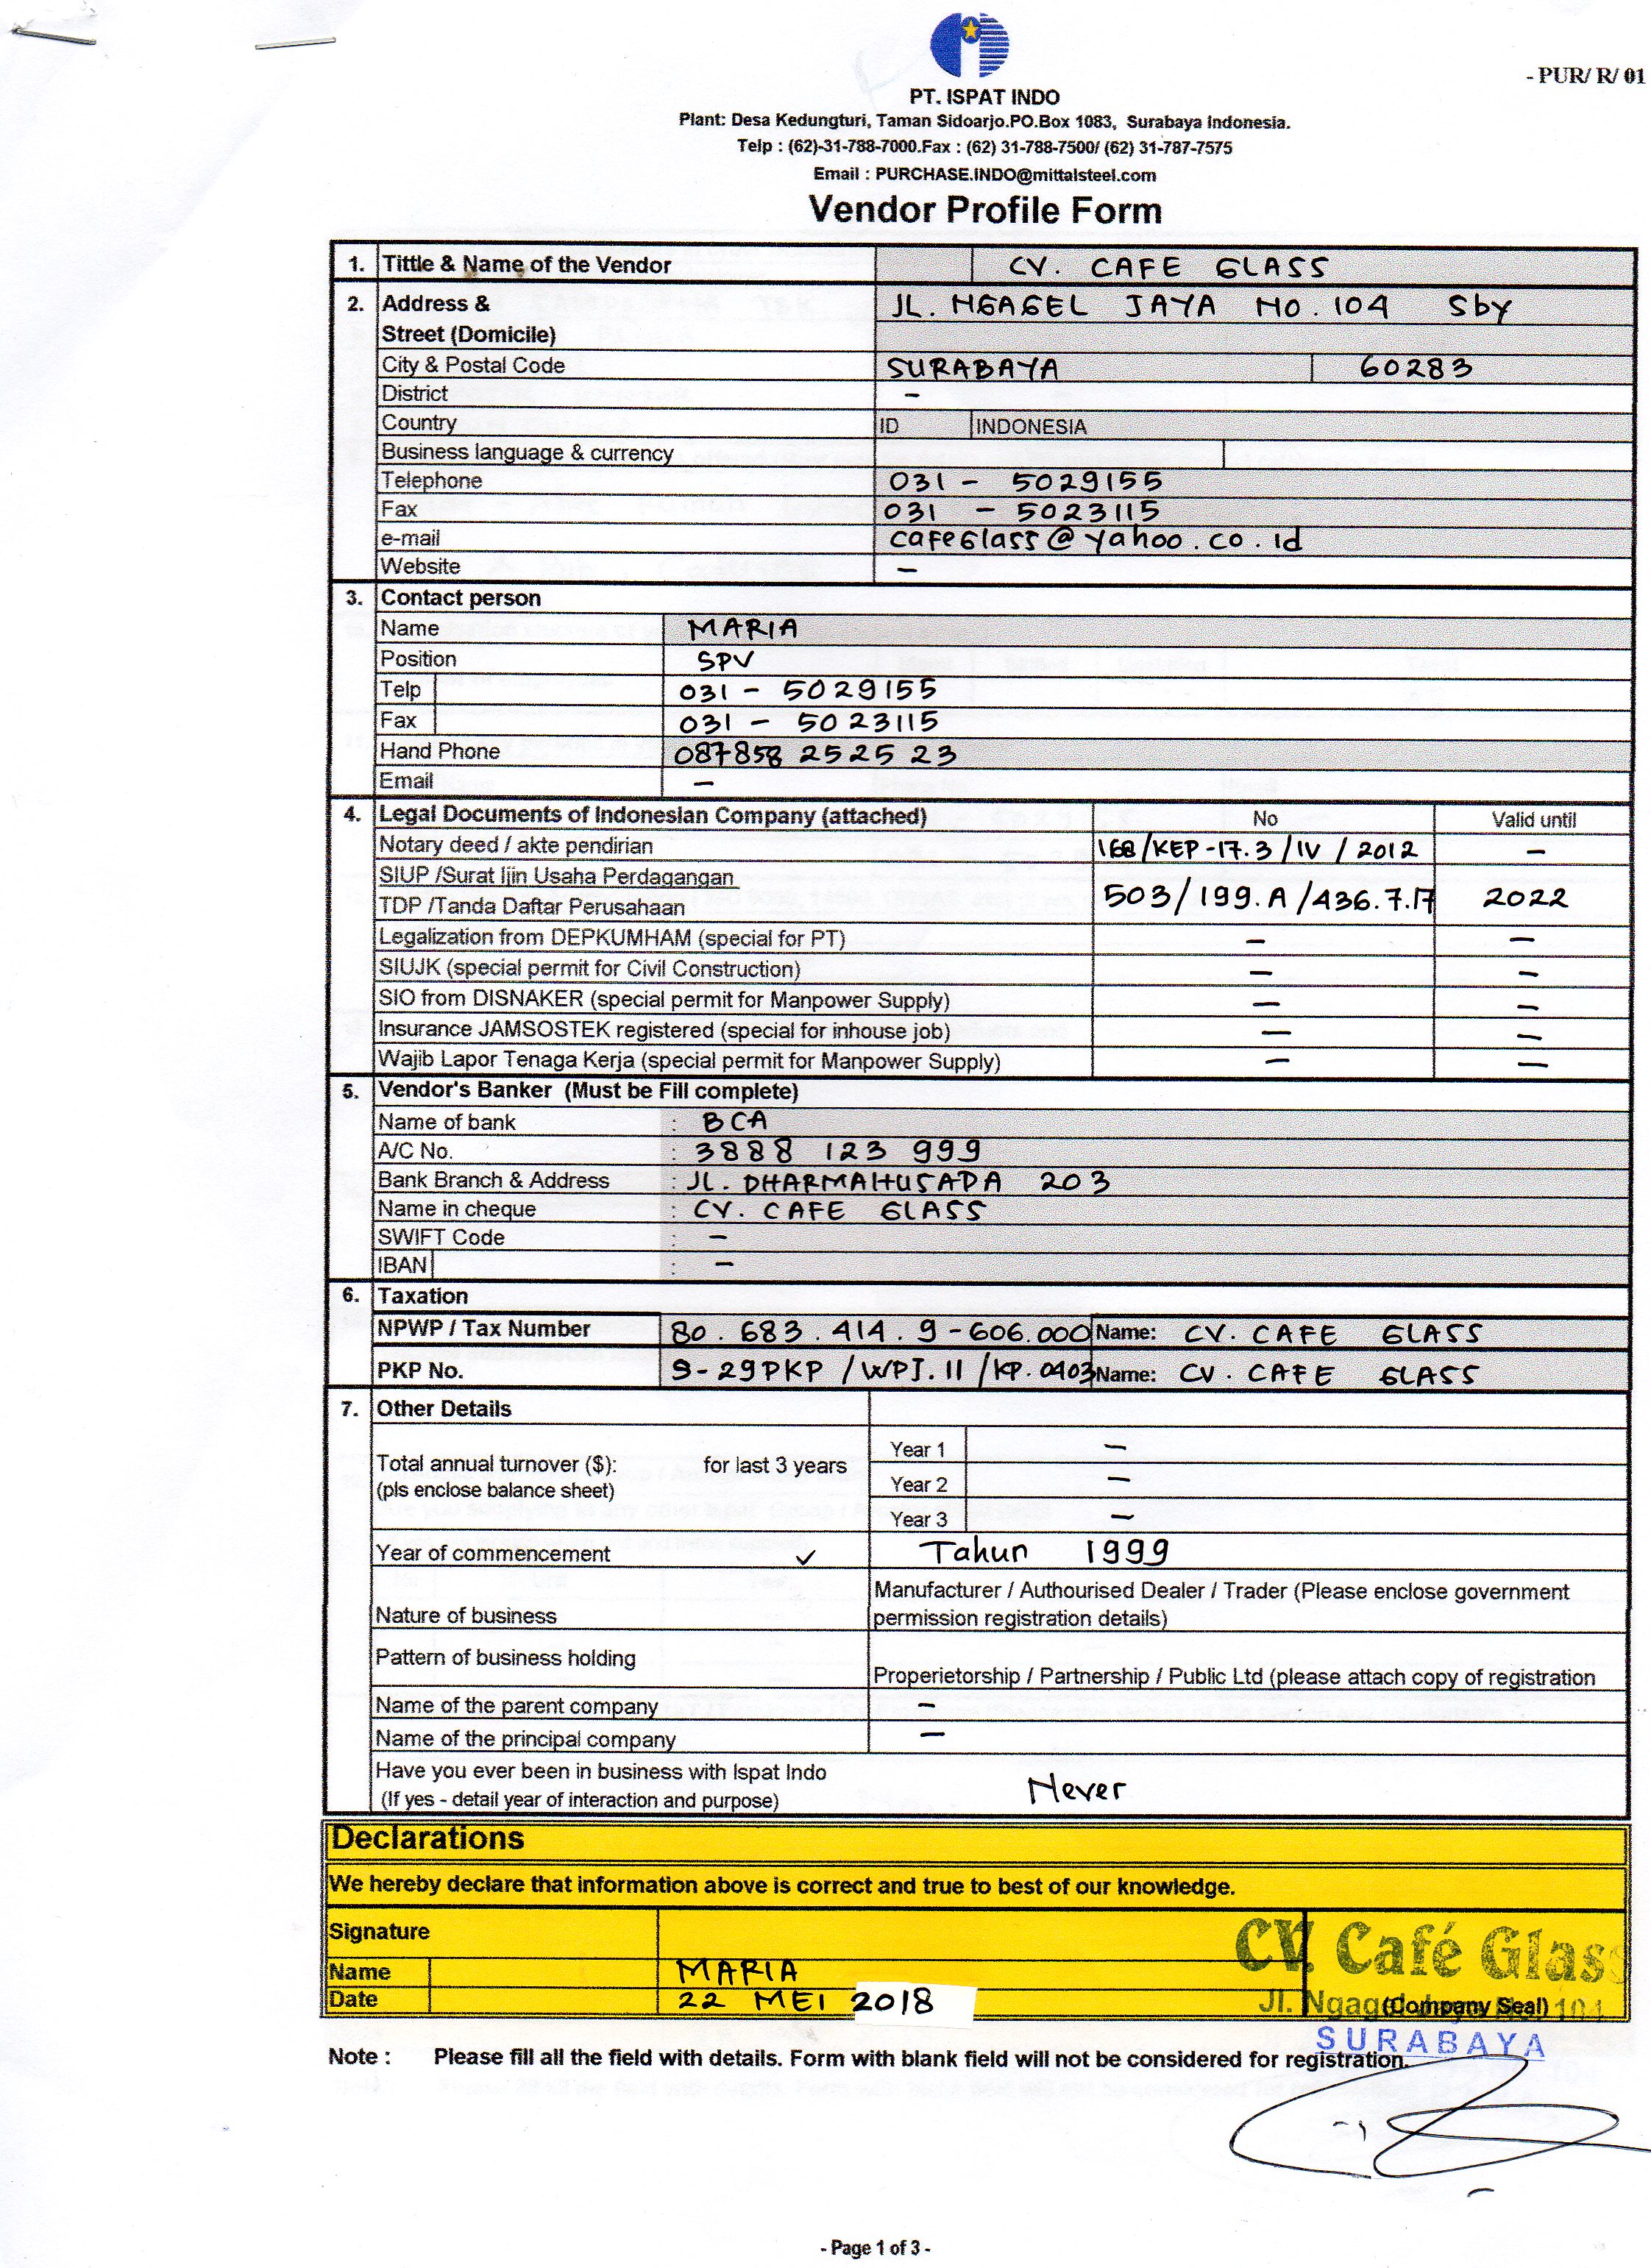 - PUR/ R/ 01
PT. ISPAT INDO
Plant: Desa Kedungturi, Taman Sidoarjo.PO.Box 1083, Surabaya Indonesia.
Telp : (62)-31-788-7000.Fax : (62) 31-788-7500/ (62) 31-787-7575
Email : PURCHASE.INDO@mittalsteel.com
Vendor Profile Form
1. Tittle & Name of the Vendor CV. CAFE GLASS
2. Address & JL. NGAGEL JAYA NO. 104 Sby
Street (Domicile)
City & Postal Code SURABAYA 60283
District –
Country ID INDONESIA
Business language & currency
Telephone 031 - 5029155
Fax 031 - 5023115
e-mail cafeGlass@yahoo.co.id
Website –
3. Contact person
Name MARIA
Position SPV
Telp 031 - 5029155
Fax 031 - 5023115
Hand Phone 087858 2525 23
Email –
4. Legal Documents of Indonesian Company (attached) No Valid until
Notary deed / akte pendirian /KEP-17.3/IV/2012 –
SIUP /Surat Ijin Usaha Perdagangan
TDP /Tanda Daftar Perusahaan 503/199.A/436.7.17 2022
Legalization from DEPKUMHAM (special for PT) – –
SIUJK (special permit for Civil Construction) – –
SIO from DISNAKER (special permit for Manpower Supply) – –
Insurance JAMSOSTEK registered (special for inhouse job) – –
Wajib Lapor Tenaga Kerja (special permit for Manpower Supply) – –
5. Vendor's Banker (Must be Fill complete)
Name of bank : BCA
A/C No. : 3888 123 999
Bank Branch & Address : JL. DHARMAHUSADA 203
Name in cheque : CV. CAFE GLASS
SWIFT Code : –
IBAN : –
6. Taxation
NPWP / Tax Number 80.683.414.9-606.000 Name: CV. CAFE GLASS
PKP No. S-29PKP/WPJ.11/KP.0403 Name: CV. CAFE GLASS
7. Other Details
Total annual turnover ($): for last 3 years
(pls enclose balance sheet)
Year 1 –
Year 2 –
Year 3 –
Year of commencement ✓ Tahun 1999
Nature of business Manufacturer / Authourised Dealer / Trader (Please enclose government
permission registration details)
Pattern of business holding
Properietorship / Partnership / Public Ltd (please attach copy of registration
Name of the parent company –
Name of the principal company –
Have you ever been in business with Ispat Indo
(If yes - detail year of interaction and purpose) Never
Declarations
We hereby declare that information above is correct and true to best of our knowledge.
Signature
CV. Café Glass
Name MARIA
Date 22 MEI 2018
Jl. Ngagel Jaya No. 104
(Company Seal)
SURABAYA
Note : Please fill all the field with details. Form with blank field will not be considered for registration.
- Page 1 of 3 -